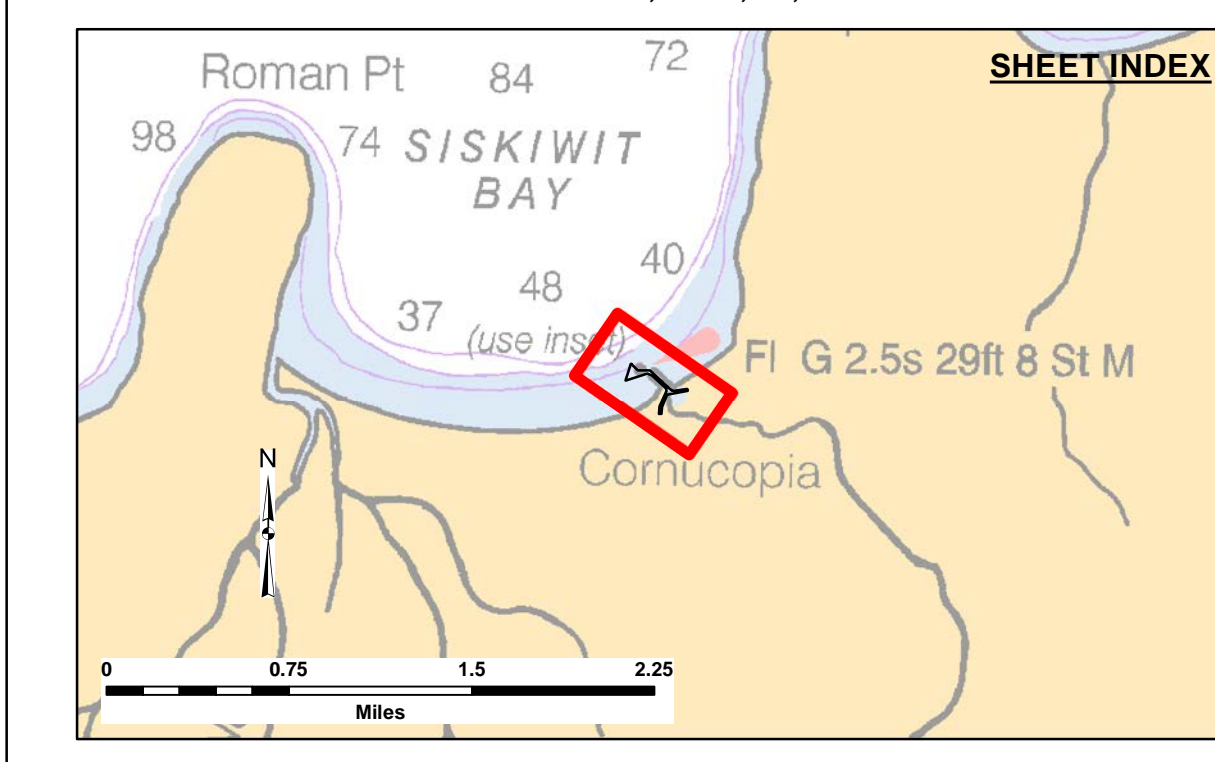 SHEET INDEX
Roman Pt
84
72
98
74
SISKIWIT
BAY
40
48
37
(use inset)
Fl G 2.5s 29ft 8 St M
Cornucopia
N
0 0.75 1.5 2.25
Miles